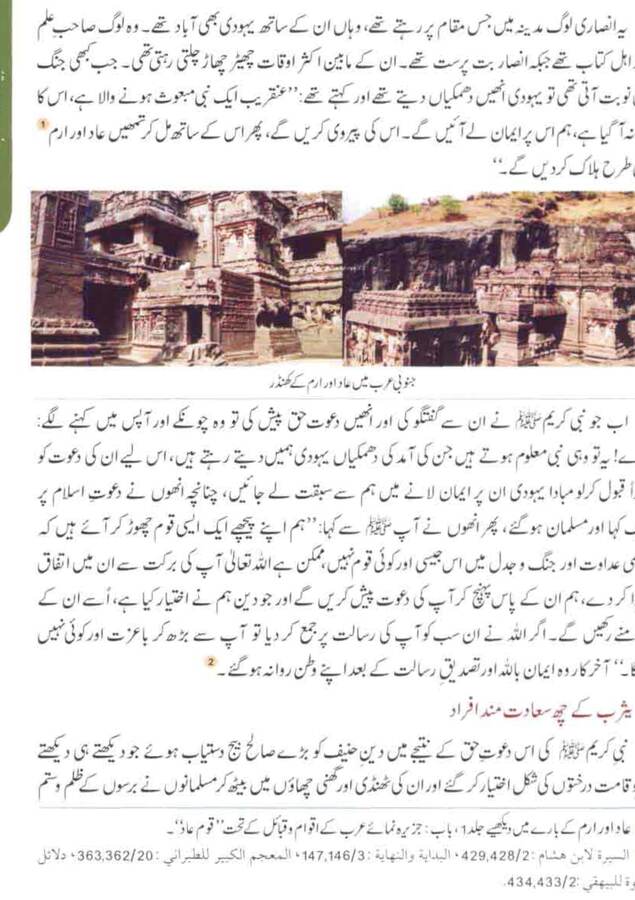 یہ انصاری لوگ مدینہ میں جس مقام پر رہتے تھے، وہاں ان کے ساتھ یہودی بھی آباد تھے۔ وہ لوگ صاحبِ علم
اہل کتاب تھے جبکہ انصار بت پرست تھے۔ ان کے مابین اکثر اوقات چھیڑ چھاڑ چلتی رہتی تھی۔ جب کبھی جنگ
نوبت آتی تھی تو یہودی انھیں دھمکیاں دیتے تھے اور کہتے تھے: ’’عنقریب ایک نبی مبعوث ہونے والا ہے، اس کا
آ گیا ہے، ہم اس پر ایمان لے آئیں گے۔ اس کی پیروی کریں گے، پھر اس کے ساتھ مل کر تمھیں عاد اور ارم 1
طرح ہلاک کر دیں گے۔‘‘
جنوبی عرب میں عاد اور ارم کے کھنڈر
اب جو نبی کریم ﷺ نے ان سے گفتگو کی اور انھیں دعوتِ حق پیش کی تو وہ چونکے اور آپس میں کہنے لگے:
یہ تو وہی نبی معلوم ہوتے ہیں جن کی آمد کی دھمکیاں یہودی ہمیں دیتے رہتے ہیں، اس لیے ان کی دعوت کو
قبول کر لو مبادا یہودی ان پر ایمان لانے میں ہم سے سبقت لے جائیں، چنانچہ انھوں نے دعوتِ اسلام پر
کہا اور مسلمان ہو گئے، پھر انھوں نے آپ ﷺ سے کہا: ’’ہم اپنے پیچھے ایک ایسی قوم چھوڑ کر آئے ہیں کہ
عداوت اور جنگ و جدل میں اس جیسی اور کوئی قوم نہیں، ممکن ہے اللہ تعالیٰ آپ کی برکت سے ان میں اتفاق
کر دے، ہم ان کے پاس پہنچ کر آپ کی دعوت پیش کریں گے اور جو دین ہم نے اختیار کیا ہے، اُسے ان کے
رکھیں گے۔ اگر اللہ نے ان سب کو آپ کی رسالت پر جمع کر دیا تو آپ سے بڑھ کر باعزت اور کوئی نہیں
‘‘ آخر کار وہ ایمان باللہ اور تصدیقِ رسالت کے بعد اپنے وطن روانہ ہو گئے۔ 2
یثرب کے چھ سعادت مند افراد
نبی کریم ﷺ کی اس دعوتِ حق کے نتیجے میں دینِ حنیف کو بڑے صالح بیج دستیاب ہوئے جو دیکھتے ہی دیکھتے
قامت درختوں کی شکل اختیار کر گئے اور ان کی ٹھنڈی اور گھنی چھاؤں میں بیٹھ کر مسلمانوں نے برسوں کے ظلم و ستم
عاد اور ارم کے بارے میں دیکھیے جلد 1، باب: جزیرہ نمائے عرب کے اقوام و قبائل کے تحت ’’قوم عاد‘‘۔
السيرة لابن هشام: 429,428/2، البداية والنهاية: 147,146/3، المعجم الكبير للطبراني: 363,362/20، دلائل
للبيهقي: 434,433/2.